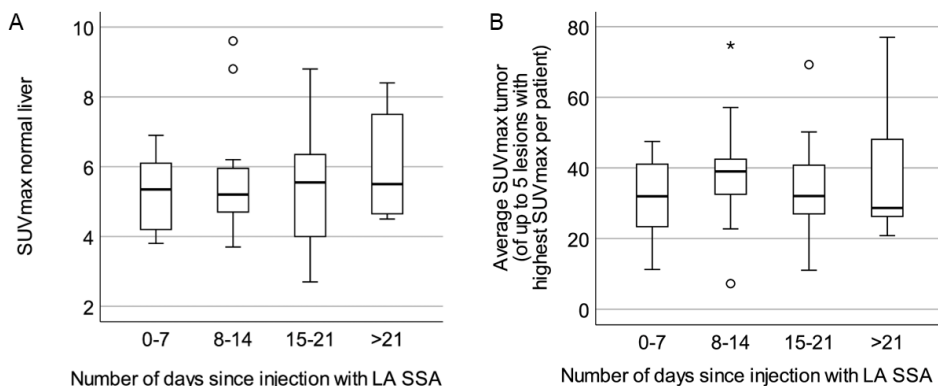 A
SUVmax normal liver
10
8
6
4
2
0-7 8-14 15-21 >21
Number of days since injection with LA SSA
B
Average SUVmax tumor
(of up to 5 lesions with
highest SUVmax per patient)
80
60
40
20
0
*
0-7 8-14 15-21 >21
Number of days since injection with LA SSA